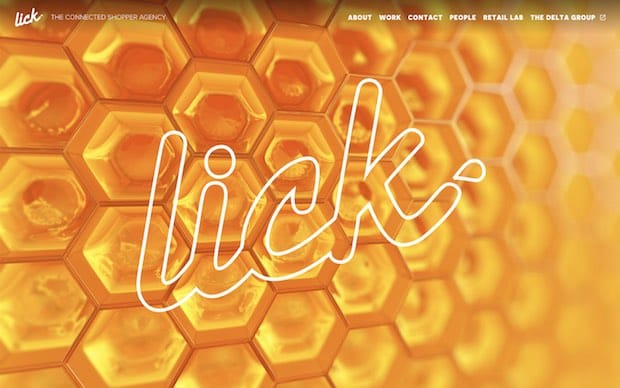 lick
THE CONNECTED SHOPPER AGENCY
ABOUT WORK CONTACT PEOPLE RETAIL LAB THE DELTA GROUP
lick